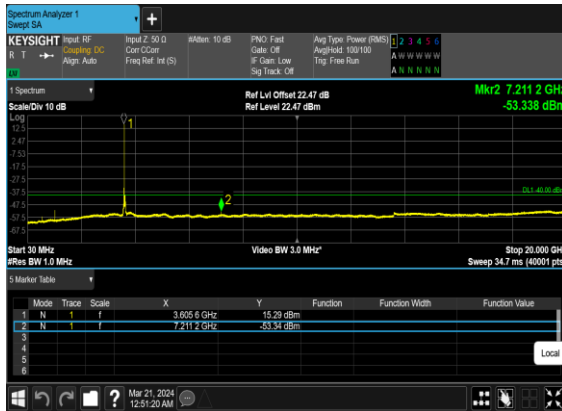 Spectrum Analyzer 1
Swept SA
+
KEYSIGHT Input: RF Input Z: 50 Ω #Atten: 10 dB PNO: Fast Avg Type: Power (RMS) 1 2 3 4 5 6
R T Coupling: DC Corr CCorr Gate: Off Avg|Hold: 100/100 A W W W W W
Align: Auto Freq Ref: Int (S) IF Gain: Low Trig: Free Run
Sig Track: Off A N N N N N
1 Spectrum
Scale/Div 10 dB
Ref Lvl Offset 22.47 dB
Ref Level 22.47 dBm
Mkr2 7.211 2 GHz
-53.338 dBm
Log
12.5
2.47
-7.53
-17.5
-27.5
-37.5
-47.5
-57.5
-67.5
1
2
DL1 -40.00 dBm
Start 30 MHz Video BW 3.0 MHz* Stop 20.000 GHz
#Res BW 1.0 MHz Sweep 34.7 ms (40001 pts)
5 Marker Table
Mode Trace Scale X Y Function Function Width Function Value
1 N 1 f 3.605 6 GHz 15.29 dBm
2 N 1 f 7.211 2 GHz -53.34 dBm
3
4
5
6
Local
?
Mar 21, 2024
12:51:20 AM